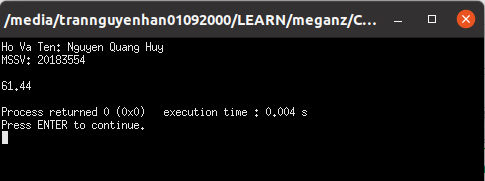 /media/trannguyenhan01092000/LEARN/meganz/C...
Ho Va Ten: Nguyen Quang Huy
MSSV: 20183554
61.44
Process returned 0 (0x0)   execution time : 0.004 s
Press ENTER to continue.